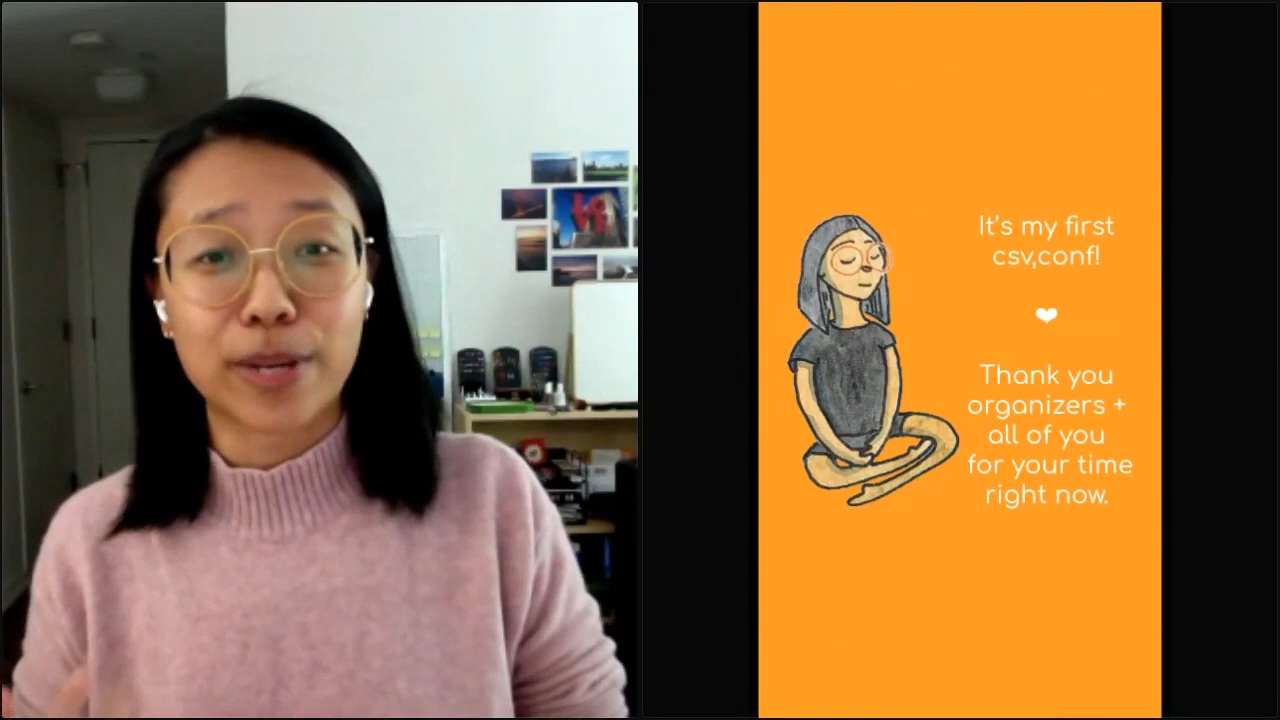 It's my first
csv,conf!
❤
Thank you
organizers +
all of you
for your time
right now.